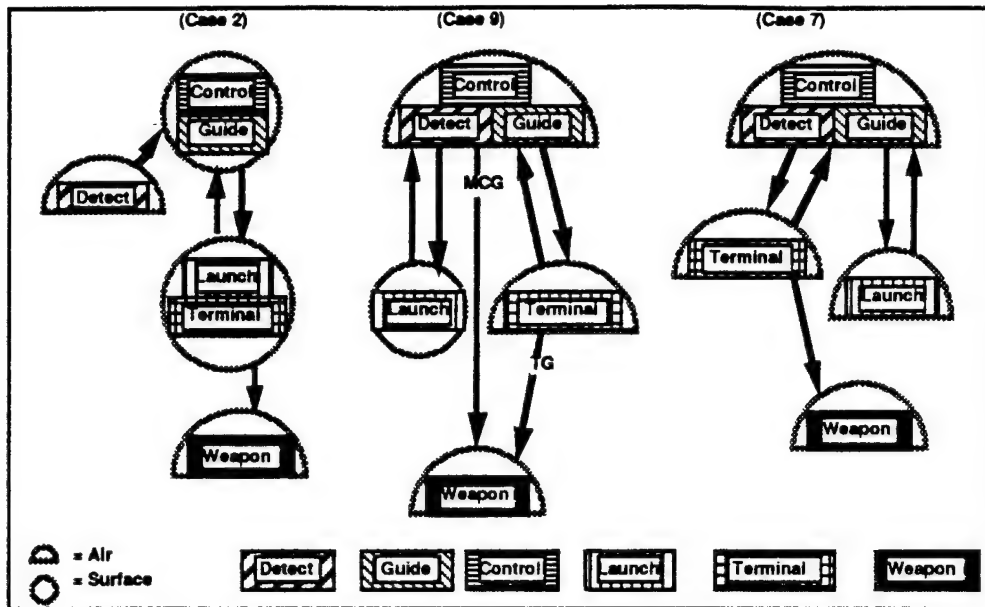 (Case 2) (Case 9) (Case 7)
Control
Guide
Detect
Launch
Terminal
Weapon
Control
Detect Guide
MCG
Launch
Terminal
TG
Weapon
Control
Detect Guide
Terminal
Launch
Weapon
= Air
= Surface
Detect Guide Control Launch Terminal Weapon